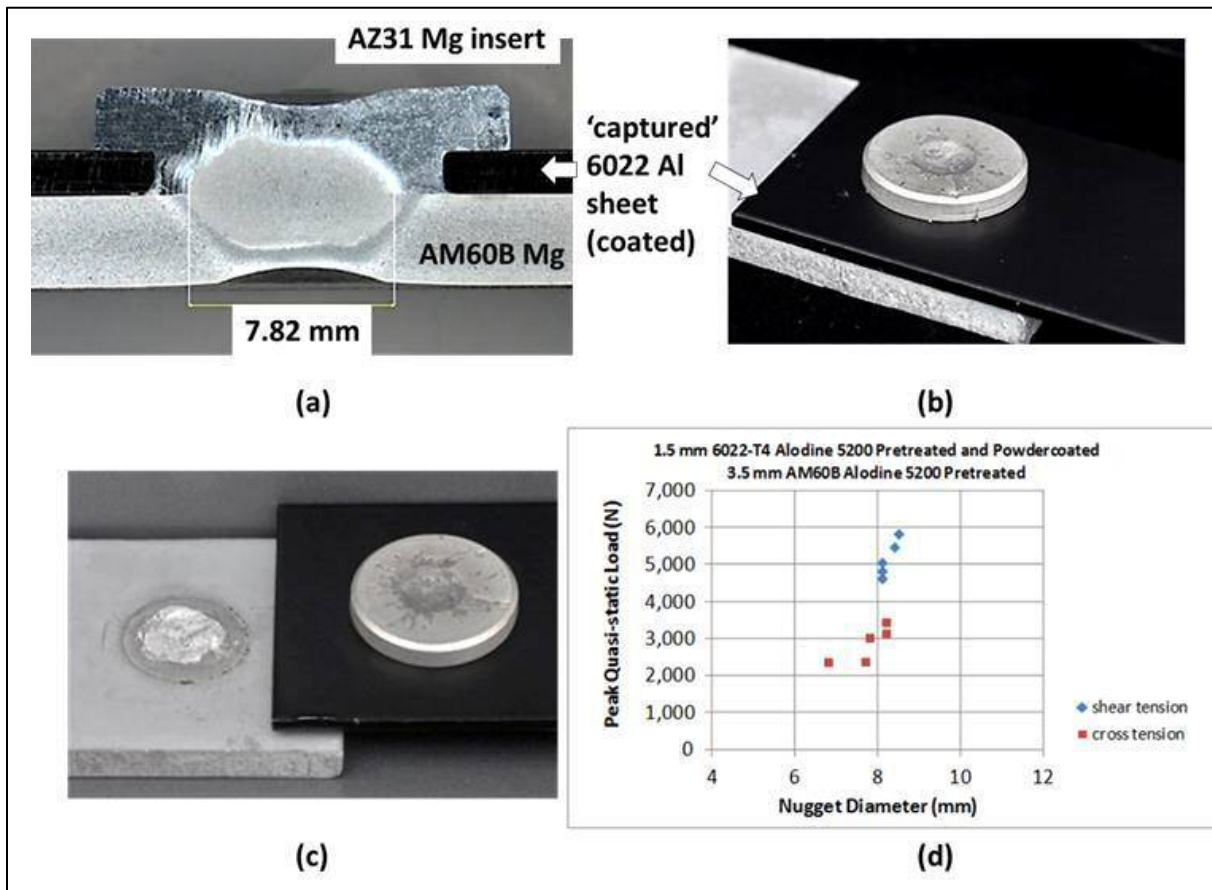 AZ31 Mg insert
'captured'
6022 Al
sheet
(coated)
AM60B Mg
7.82 mm
(a)
(b)
(c)
1.5 mm 6022-T4 Alodine 5200 Pretreated and Powdercoated
3.5 mm AM60B Alodine 5200 Pretreated
Peak Quasi-static Load (N)
7,000
6,000
5,000
4,000
3,000
2,000
1,000
0
4 6 8 10 12
Nugget Diameter (mm)
shear tension
cross tension
(d)